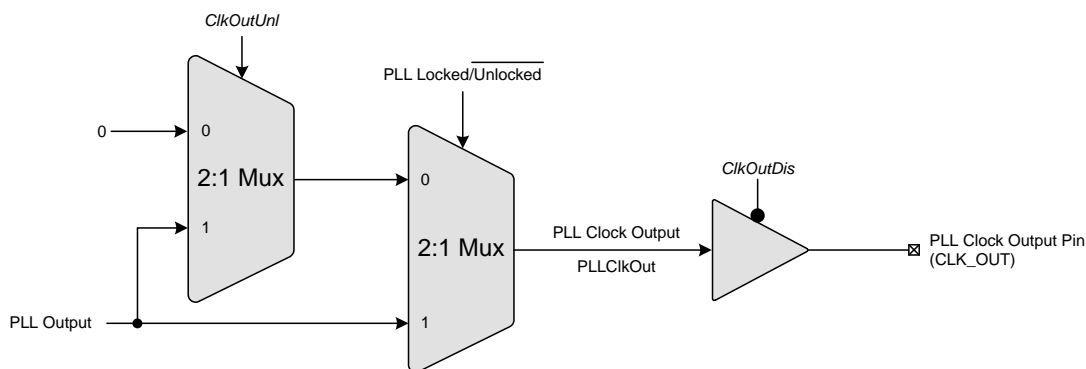 ClkOutUnl
PLL Locked/Unlocked
0
0
2:1 Mux
0
ClkOutDis
1
2:1 Mux
PLL Clock Output
PLLClkOut
PLL Clock Output Pin
(CLK_OUT)
PLL Output
1